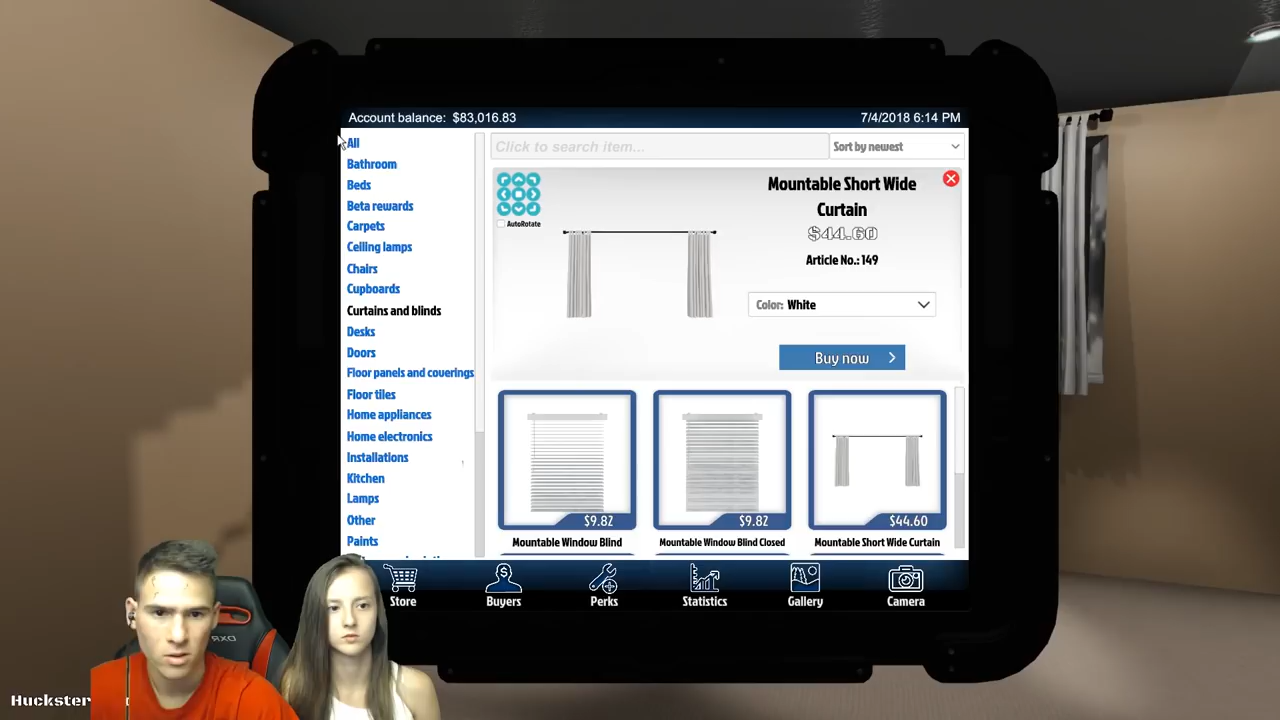 Account balance: $83,016.83
7/4/2018 6:14 PM
All
Bathroom
Beds
Beta rewards
Carpets
Ceiling lamps
Chairs
Cupboards
Curtains and blinds
Desks
Doors
Floor panels and coverings
Floor tiles
Home appliances
Home electronics
Installations
Kitchen
Lamps
Other
Paints
Click to search item...
Sort by newest
AutoRotate
Mountable Short Wide
Curtain
$44.60
Article No.: 149
Color: White
Buy now
$9.82
$9.82
$44.60
Mountable Window Blind
Mountable Window Blind Closed
Mountable Short Wide Curtain
Store
Buyers
Perks
Statistics
Gallery
Camera
DXR
Huckster